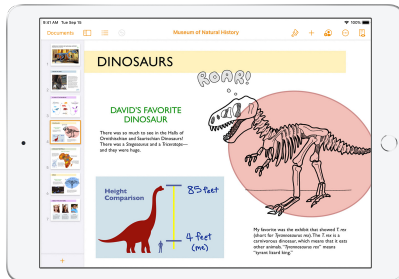 9:41 AM Tue Sep 15
100%
Documents
Museum of Natural History
DINOSAURS
ROAR!
DAVID'S FAVORITE
DINOSAUR
There was so much to see in the Halls of
Ornithischian and Saurischian Dinosaurs!
There was a Stegosaurus and a Triceratops—
and they were huge.
Height
Comparison
85 feet
4 feet
(me)
My favorite was the exhibit that showed T. rex
(short for Tyrannosaurus rex). The T. rex is a
carnivorous dinosaur, which means that it eats
other animals. "Tyrannosaurus rex" means
"tyrant lizard king."